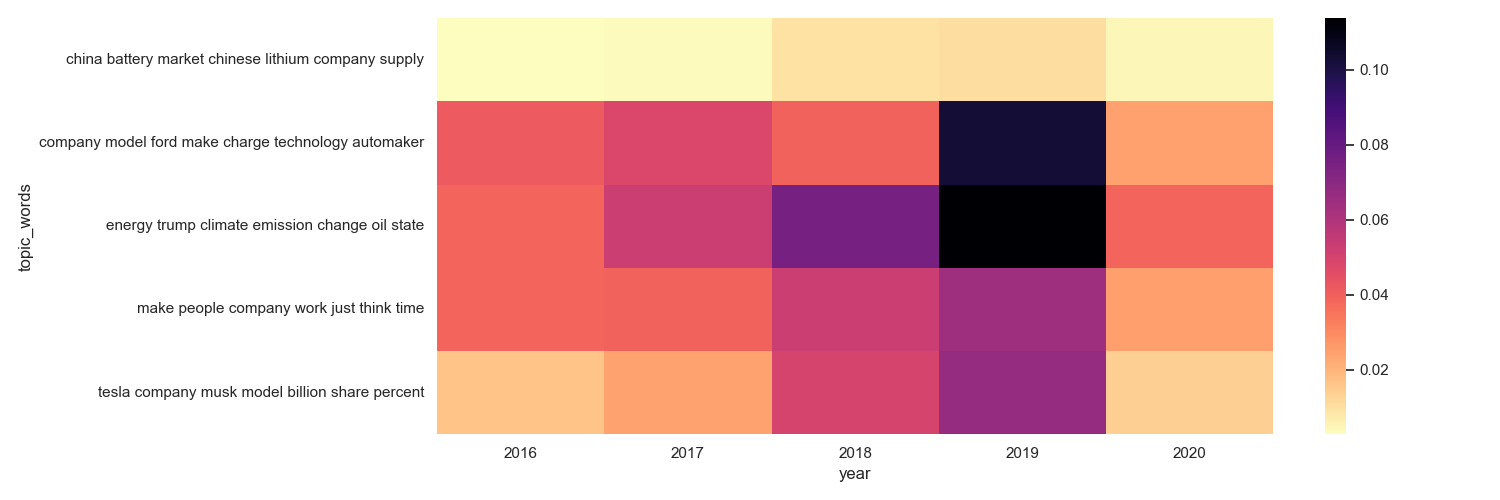 china battery market chinese lithium company supply
company model ford make charge technology automaker
energy trump climate emission change oil state
make people company work just think time
tesla company musk model billion share percent
topic_words
2016 2017 2018 2019 2020
year
0.10
0.08
0.06
0.04
0.02